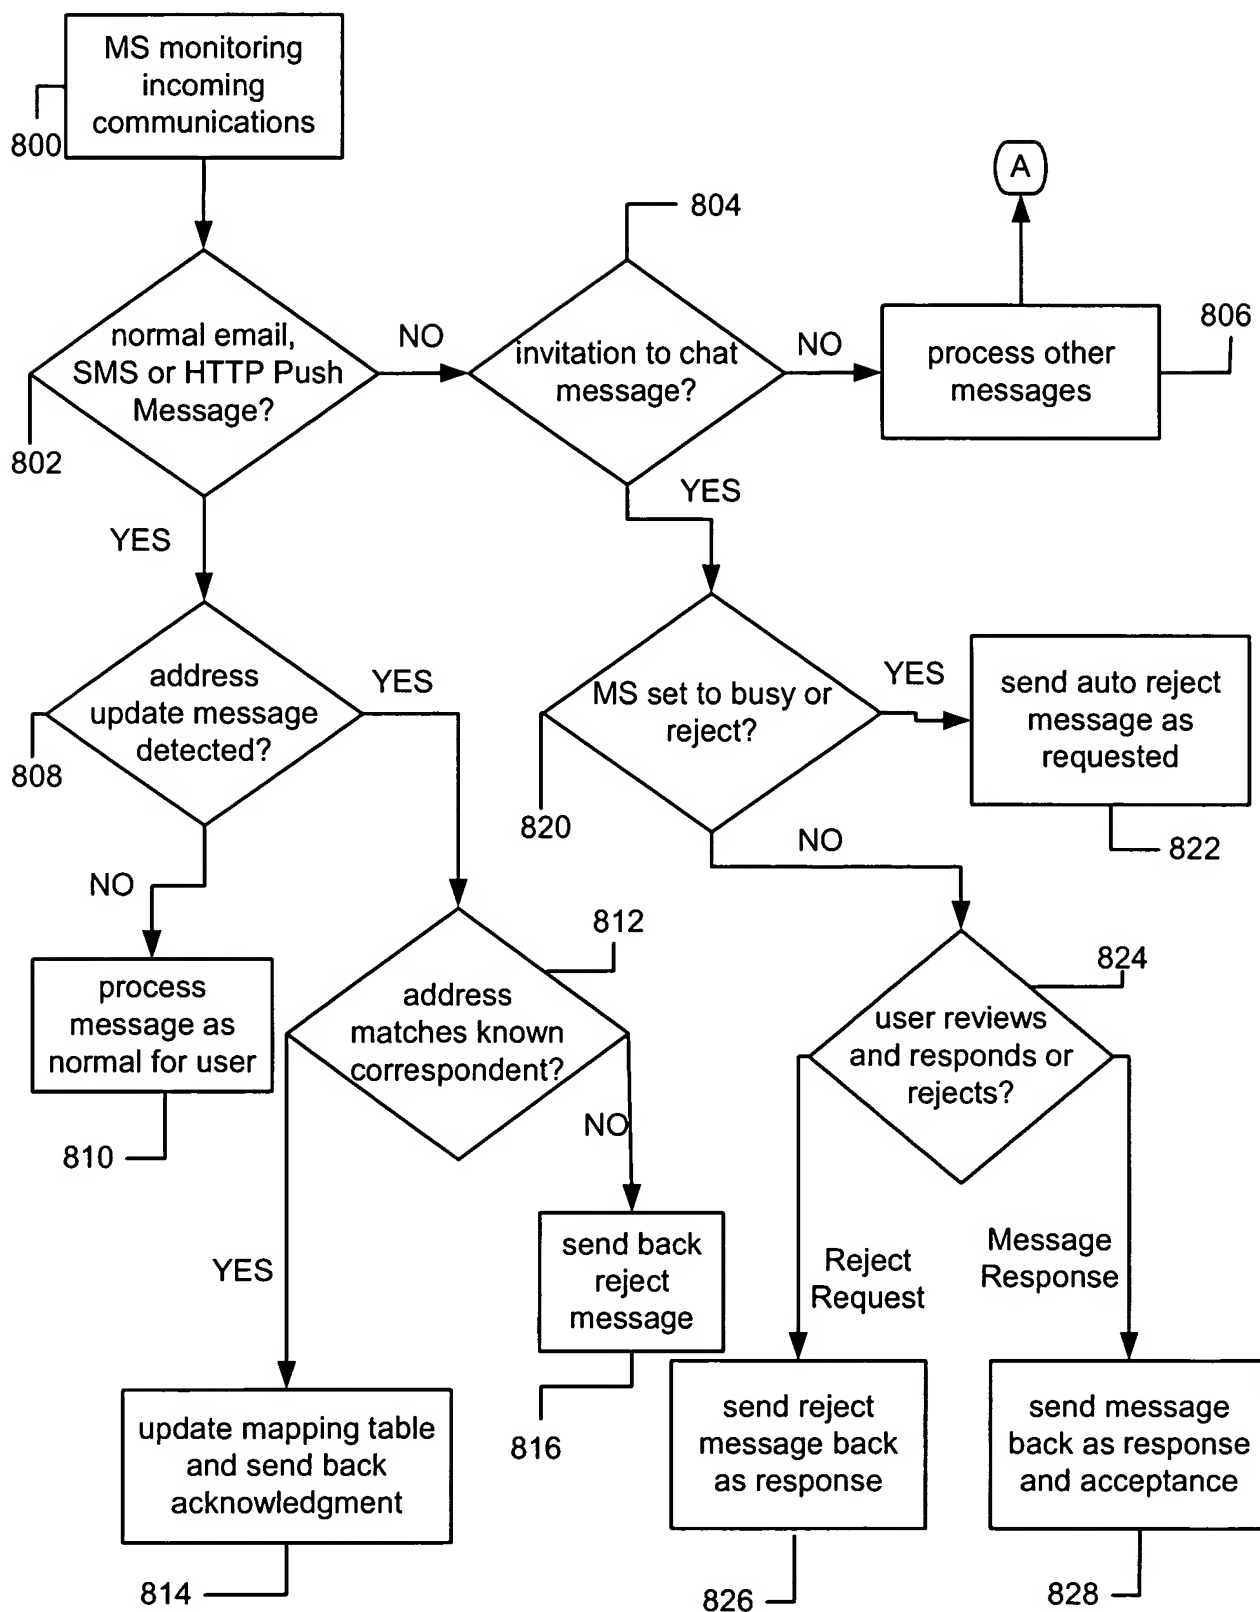 MS monitoring
incoming
communications
800
A
804
normal email,
SMS or HTTP Push
Message?
NO
802
invitation to chat
message?
NO
process other
messages
806
YES
YES
address
update message
detected?
YES
808
MS set to busy or
reject?
YES
820
send auto reject
message as
requested
822
NO
NO
process
message as
normal for user
810
address
matches known
correspondent?
812
user reviews
and responds or
rejects?
824
NO
YES
send back
reject
message
816
Reject
Request
Message
Response
update mapping table
and send back
acknowledgment
814
send reject
message back
as response
826
send message
back as response
and acceptance
828